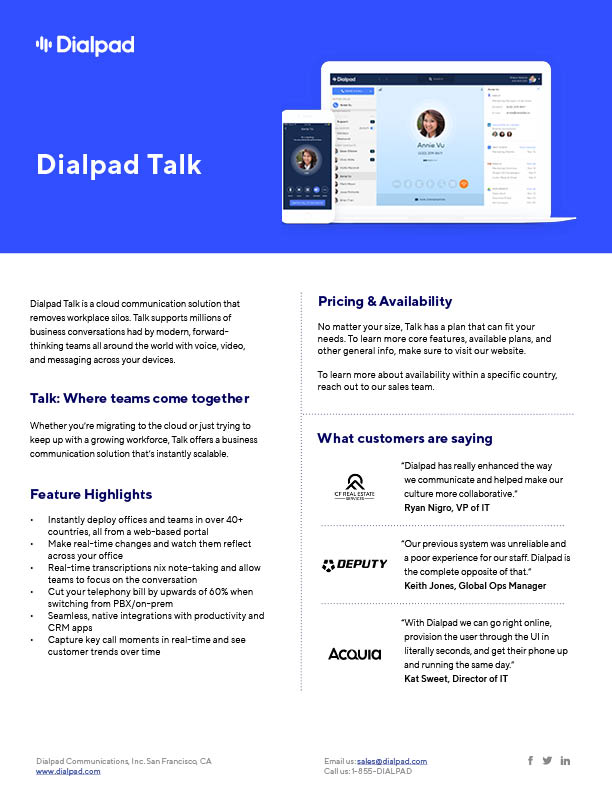 Dialpad
Dialpad Talk
Dialpad
Annie Vu
Dialpad Talk is a cloud communication solution that
removes workplace silos. Talk supports millions of
business conversations had by modern, forward-
thinking teams all around the world with voice, video,
and messaging across your devices.
Talk: Where teams come together
Whether you're migrating to the cloud or just trying to
keep up with a growing workforce, Talk offers a business
communication solution that's instantly scalable.
Feature Highlights
• Instantly deploy offices and teams in over 40+
countries, all from a web-based portal
• Make real-time changes and watch them reflect
across your office
• Real-time transcriptions nix note-taking and allow
teams to focus on the conversation
• Cut your telephony bill by upwards of 60% when
switching from PBX/on-prem
• Seamless, native integrations with productivity and
CRM apps
• Capture key call moments in real-time and see
customer trends over time
Pricing & Availability
No matter your size, Talk has a plan that can fit your
needs. To learn more core features, available plans, and
other general info, make sure to visit our website.
To learn more about availability within a specific country,
reach out to our sales team.
What customers are saying
CF REAL ESTATE
SERVICES
"Dialpad has really enhanced the way
we communicate and helped make our
culture more collaborative."
Ryan Nigro, VP of IT
DEPUTY
"Our previous system was unreliable and
a poor experience for our staff. Dialpad is
the complete opposite of that."
Keith Jones, Global Ops Manager
ACQUIA
"With Dialpad we can go right online,
provision the user through the UI in
literally seconds, and get their phone up
and running the same day."
Kat Sweet, Director of IT
Dialpad Communications, Inc. San Francisco, CA
www.dialpad.com
Email us: sales@dialpad.com
Call us: 1-855-DIALPAD